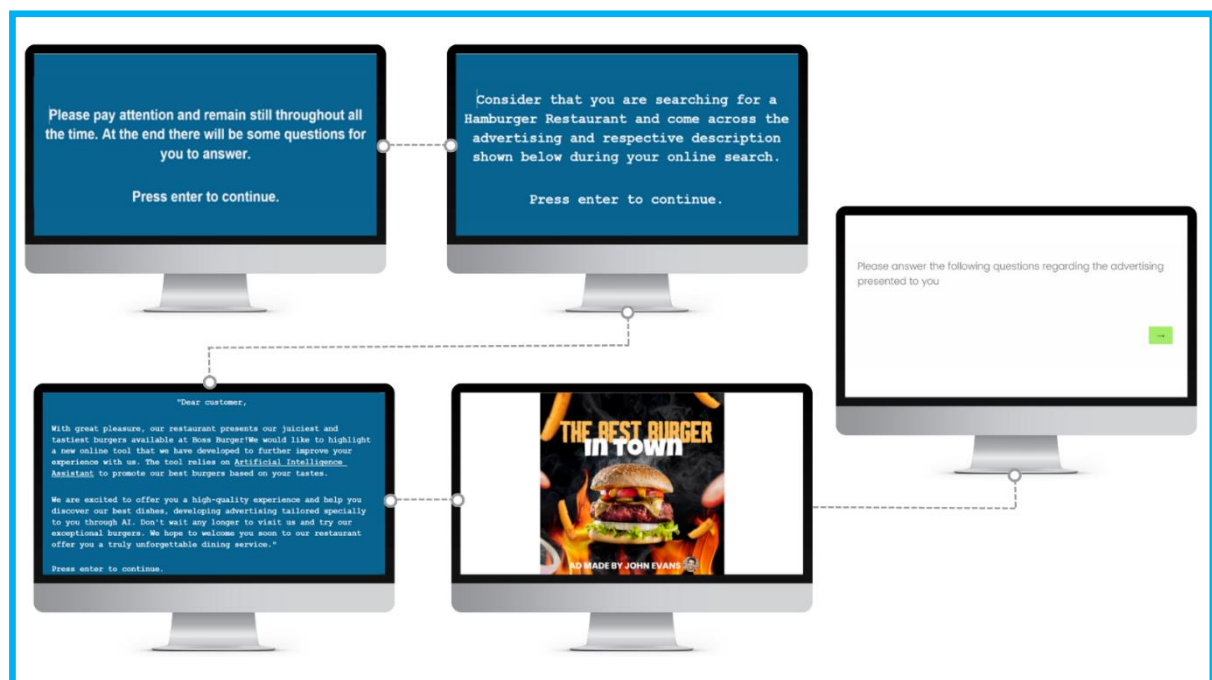 Please pay attention and remain still throughout all
the time. At the end there will be some questions for
you to answer.
Press enter to continue.
Consider that you are searching for a
Hamburger Restaurant and come across the
advertising and respective description
shown below during your online search.
Press enter to continue.
"Dear customer,
With great pleasure, our restaurant presents our juiciest and
tastiest burgers available at Boss Burger!We would like to highlight
a new online tool that we have developed to further improve your
experience with us. The tool relies on Artificial Intelligence
Assistant to promote our best burgers based on your tastes.
We are excited to offer you a high-quality experience and help you
discover our best dishes, developing advertising tailored specially
to you through AI. Don't wait any longer to visit us and try our
exceptional burgers. We hope to welcome you soon to our restaurant
offer you a truly unforgettable dining service."
Press enter to continue.
THE BEST BURGER
IN TOWN
AD MADE BY JOHN EVANS
Please answer the following questions regarding the advertising
presented to you